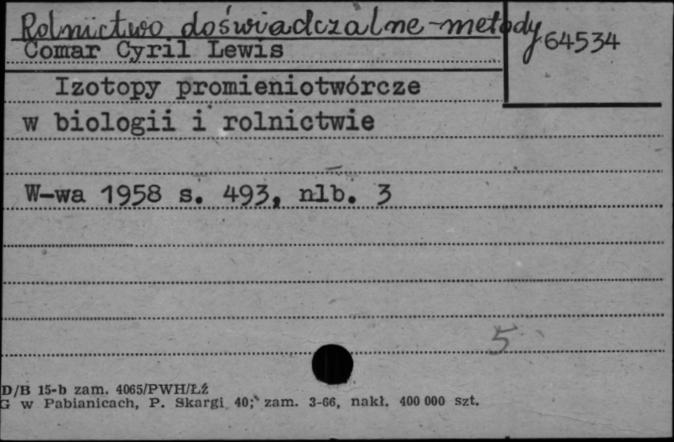 Rolnictwo doświadczalne-metody
64534
Comar Cyril Lewis
Izotopy promieniotwórcze
w biologii i rolnictwie
W-wa 1958 s. 493, nlb. 3
5
D/B 15-b zam. 4065/PWH/ŁŹ
G w Pabianicach, P. Skargi 40; zam. 3-66, nakł. 400 000 szt.